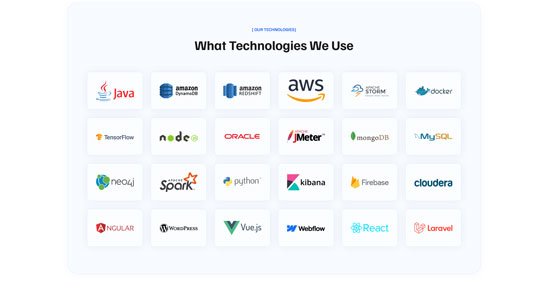 [ OUR TECHNOLOGIES]
What Technologies We Use
Java
amazon
DynamoDB
amazon
REDSHIFT
aws
APACHE
STORM
docker
TensorFlow
node
ORACLE
APACHE
JMeter
mongoDB
MySQL
neo4j
APACHE
Spark
python
kibana
Firebase
cloudera
ANGULAR
WORDPRESS
Vue.js
Webflow
React
Laravel